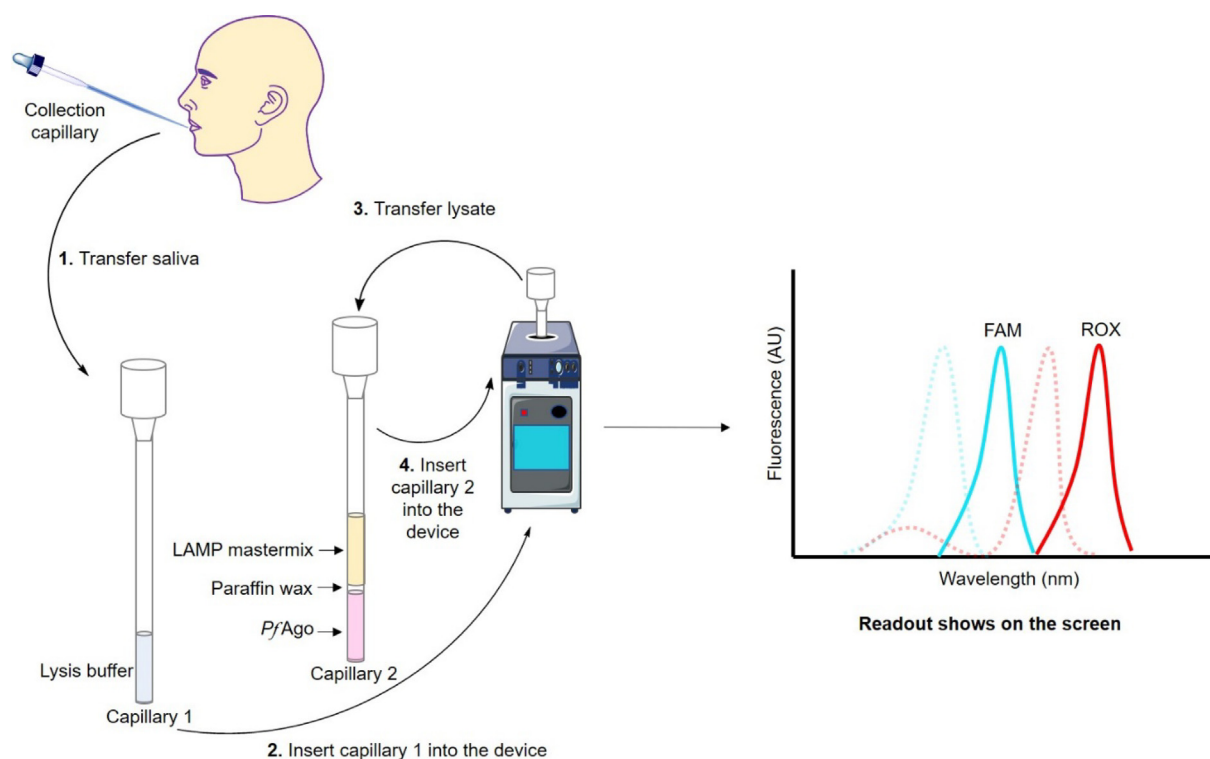 Collection
capillary
1. Transfer saliva
3. Transfer lysate
4. Insert
capillary 2
into the
device
LAMP mastermix
Paraffin wax
PfAgo
Capillary 2
Lysis buffer
Capillary 1
2. Insert capillary 1 into the device
Fluorescence (AU)
FAM
ROX
Wavelength (nm)
Readout shows on the screen